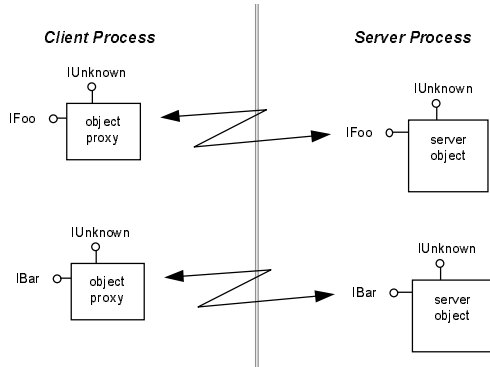 Client Process
Server Process
IUnknown
IFoo
object
proxy
IUnknown
IFoo
server
object
IUnknown
IBar
object
proxy
IUnknown
IBar
server
object